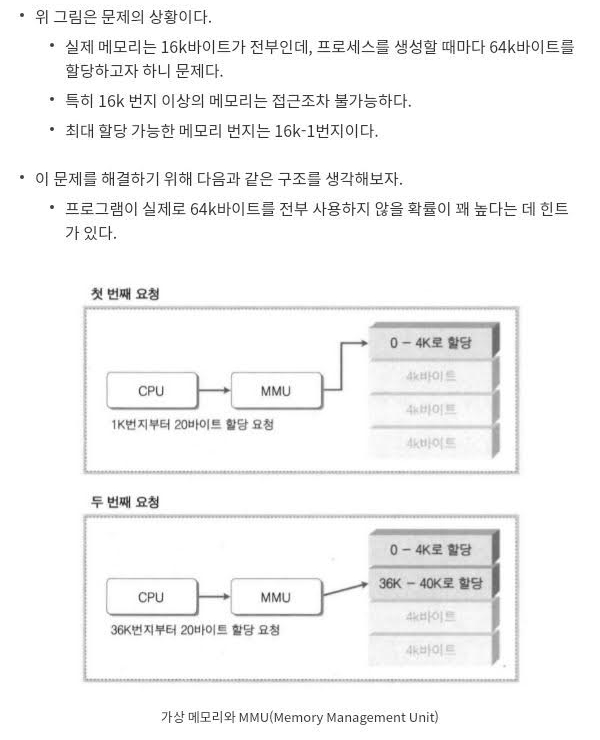 위 그림은 문제의 상황이다.
실제 메모리는 16k바이트가 전부인데, 프로세스를 생성할 때마다 64k바이트를
할당하고자 하니 문제다.
특히 16k 번지 이상의 메모리는 접근조차 불가능하다.
최대 할당 가능한 메모리 번지는 16k-1번지이다.
이 문제를 해결하기 위해 다음과 같은 구조를 생각해보자.
프로그램이 실제로 64k바이트를 전부 사용하지 않을 확률이 꽤 높다는 데 힌트
가 있다.
첫 번째 요청
0 – 4K로 할당
4k바이트
4k바이트
4k바이트
CPU
MMU
1K번지부터 20바이트 할당 요청
두 번째 요청
0 – 4K로 할당
36K – 40K로 할당
4k바이트
4k바이트
CPU
MMU
36K번지부터 20바이트 할당 요청
가상 메모리와 MMU(Memory Management Unit)